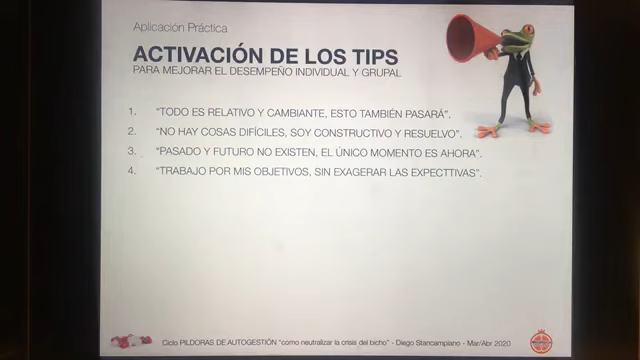 Aplicación Práctica
ACTIVACIÓN DE LOS TIPS
PARA MEJORAR EL DESEMPEÑO INDIVIDUAL Y GRUPAL
1. "TODO ES RELATIVO Y CAMBIANTE, ESTO TAMBIÉN PASARÁ".
2. "NO HAY COSAS DIFÍCILES, SOY CONSTRUCTIVO Y RESUELVO".
3. "PASADO Y FUTURO NO EXISTEN, EL ÚNICO MOMENTO ES AHORA".
4. "TRABAJO POR MIS OBJETIVOS, SIN EXAGERAR LAS EXPECTTIVAS".
Ciclo PILDORAS DE AUTOGESTIÓN "como neutralizar la crisis del bicho" - Diego Stancampiano - Mar/Abr 2020